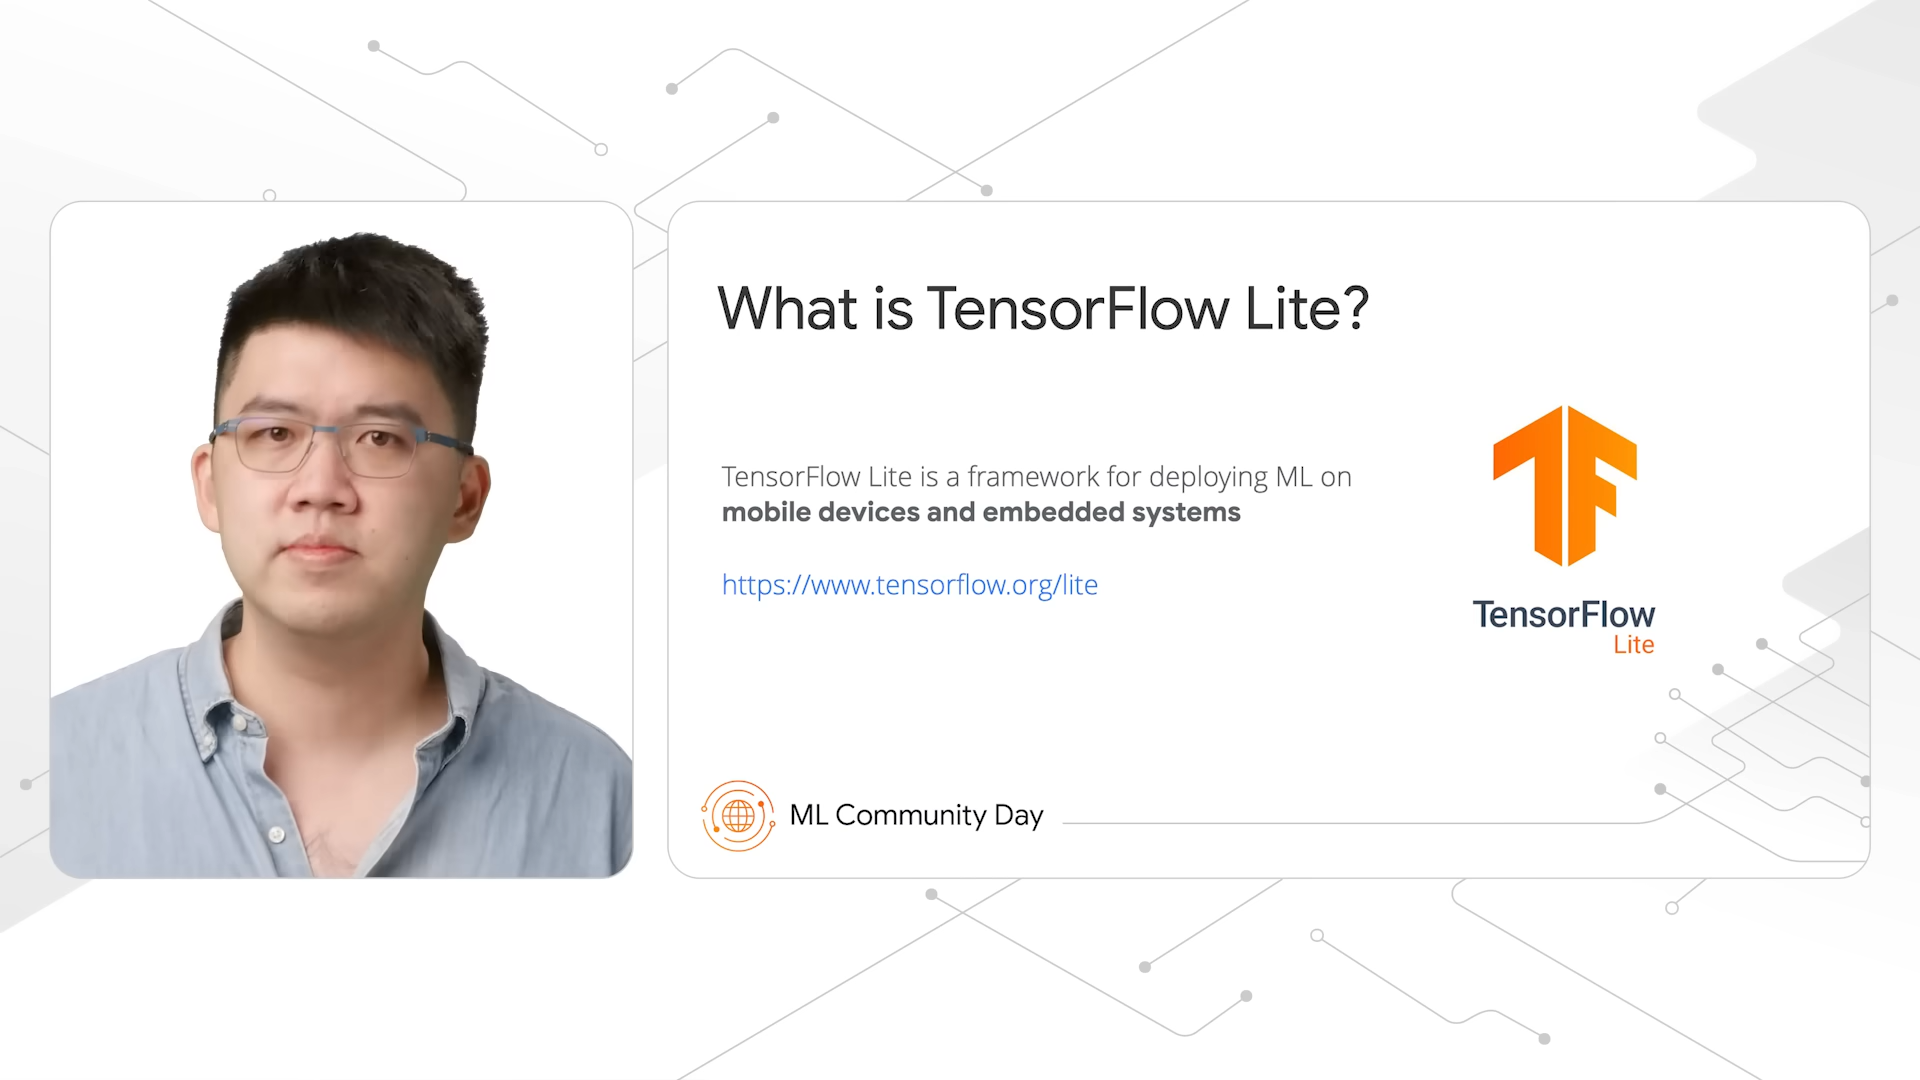 What is TensorFlow Lite?
TensorFlow Lite is a framework for deploying ML on
mobile devices and embedded systems
https://www.tensorflow.org/lite
TensorFlow
Lite
ML Community Day